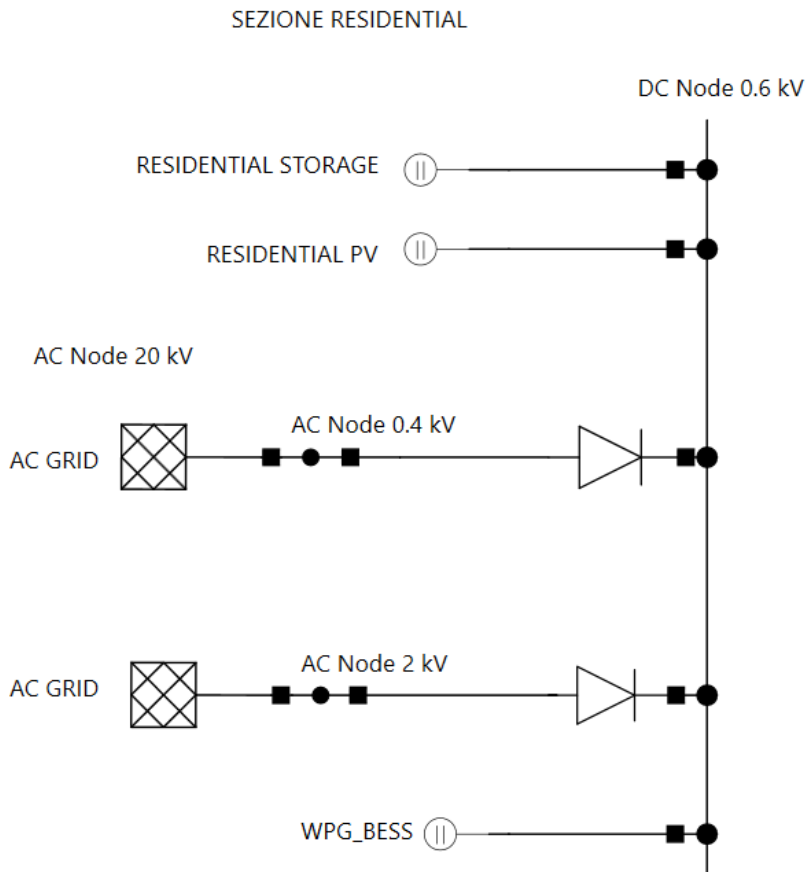 SEZIONE RESIDENTIAL
DC Node 0.6 kV
RESIDENTIAL STORAGE
RESIDENTIAL PV
AC Node 20 kV
AC Node 0.4 kV
AC GRID
AC Node 2 kV
AC GRID
WPG_BESS